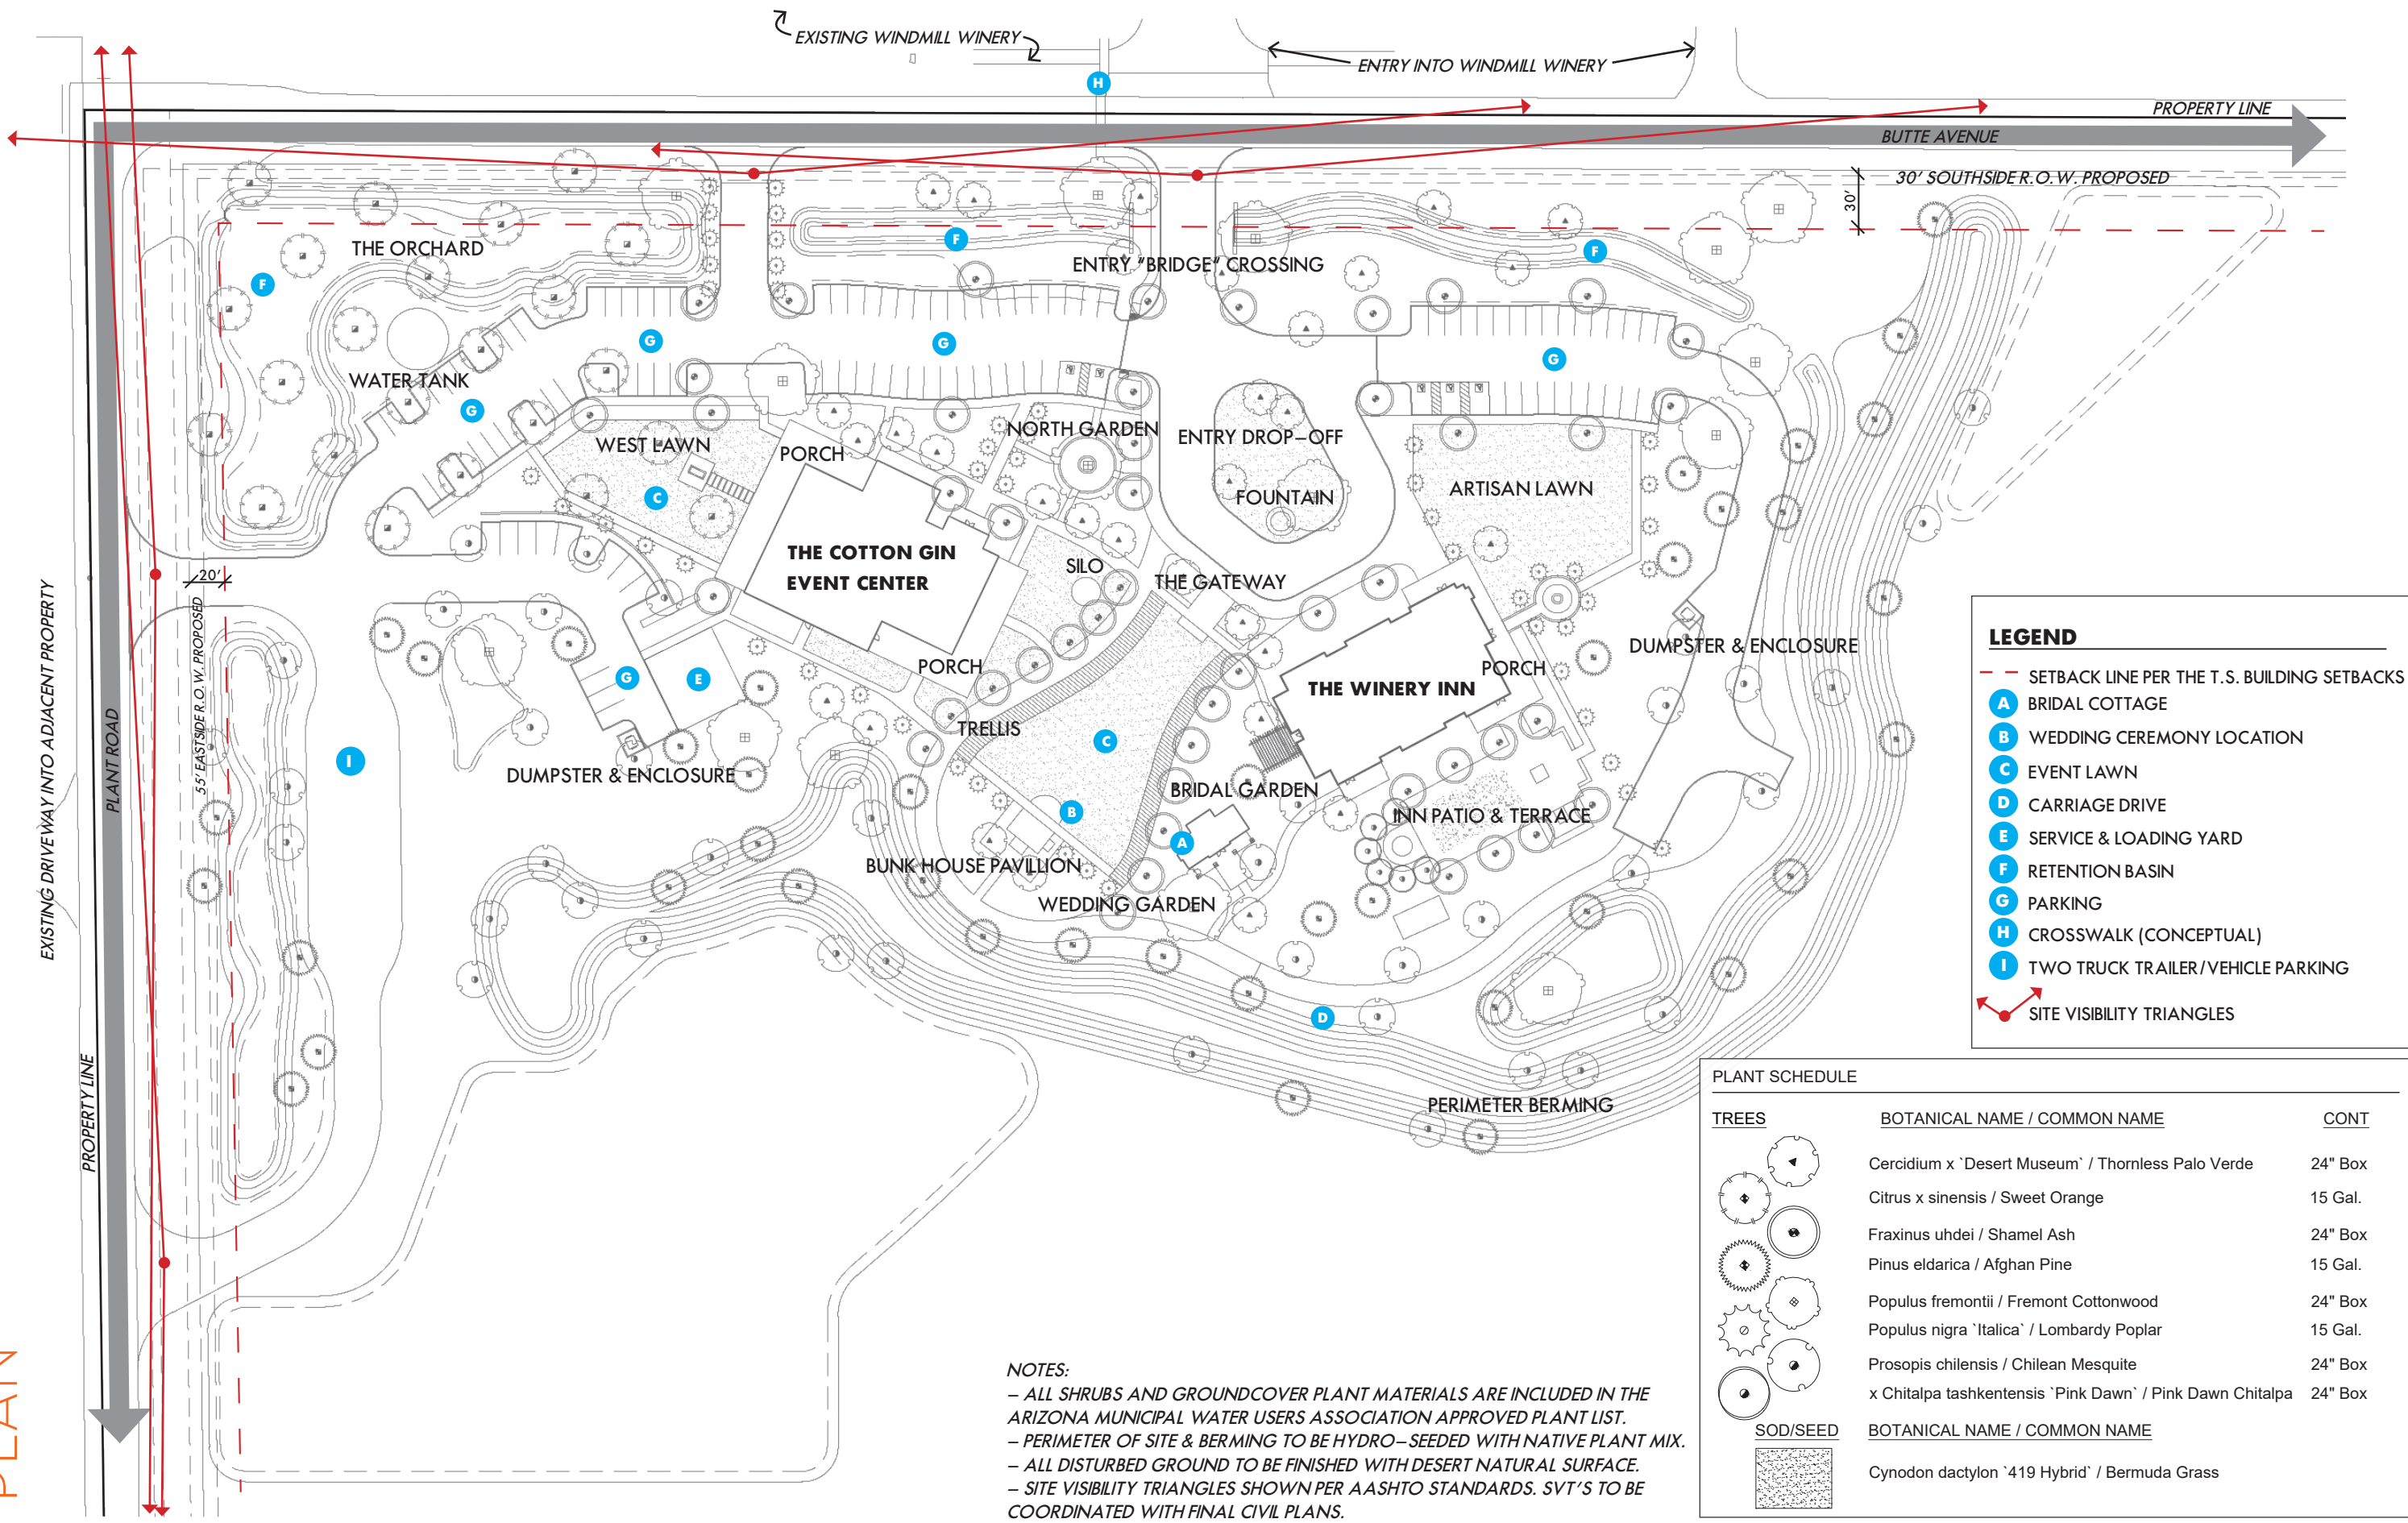 EXISTING WINDMILL WINERY
ENTRY INTO WINDMILL WINERY
H
PROPERTY LINE
BUTTE AVENUE
30' SOUTHSIDE R.O.W. PROPOSED
30'
THE ORCHARD
F
F
F
ENTRY "BRIDGE" CROSSING
G
G
G
WATER TANK
G
WEST LAWN
PORCH
NORTH GARDEN
ENTRY DROP–OFF
C
FOUNTAIN
ARTISAN LAWN
THE COTTON GIN
EVENT CENTER
SILO
THE GATEWAY
20'
55' EASTSIDE R.O.W. PROPOSED
EXISTING DRIVEWAY INTO ADJACENT PROPERTY
PLANT ROAD
PROPERTY LINE
DUMPSTER & ENCLOSURE
PORCH
PORCH
G
E
THE WINERY INN
TRELLIS
C
I
DUMPSTER & ENCLOSURE
BRIDAL GARDEN
B
INN PATIO & TERRACE
A
BUNK HOUSE PAVILLION
WEDDING GARDEN
D
PERIMETER BERMING
PLAN
LEGEND
SETBACK LINE PER THE T.S. BUILDING SETBACKS
A BRIDAL COTTAGE
B WEDDING CEREMONY LOCATION
C EVENT LAWN
D CARRIAGE DRIVE
E SERVICE & LOADING YARD
F RETENTION BASIN
G PARKING
H CROSSWALK (CONCEPTUAL)
I TWO TRUCK TRAILER/VEHICLE PARKING
SITE VISIBILITY TRIANGLES
PLANT SCHEDULE
TREES BOTANICAL NAME / COMMON NAME CONT
Cercidium x `Desert Museum` / Thornless Palo Verde 24" Box
Citrus x sinensis / Sweet Orange 15 Gal.
Fraxinus uhdei / Shamel Ash 24" Box
Pinus eldarica / Afghan Pine 15 Gal.
Populus fremontii / Fremont Cottonwood 24" Box
Populus nigra `Italica` / Lombardy Poplar 15 Gal.
Prosopis chilensis / Chilean Mesquite 24" Box
x Chitalpa tashkentensis `Pink Dawn` / Pink Dawn Chitalpa 24" Box
SOD/SEED BOTANICAL NAME / COMMON NAME
Cynodon dactylon `419 Hybrid` / Bermuda Grass
NOTES:
– ALL SHRUBS AND GROUNDCOVER PLANT MATERIALS ARE INCLUDED IN THE
ARIZONA MUNICIPAL WATER USERS ASSOCIATION APPROVED PLANT LIST.
– PERIMETER OF SITE & BERMING TO BE HYDRO–SEEDED WITH NATIVE PLANT MIX.
– ALL DISTURBED GROUND TO BE FINISHED WITH DESERT NATURAL SURFACE.
– SITE VISIBILITY TRIANGLES SHOWN PER AASHTO STANDARDS. SVT'S TO BE
COORDINATED WITH FINAL CIVIL PLANS.